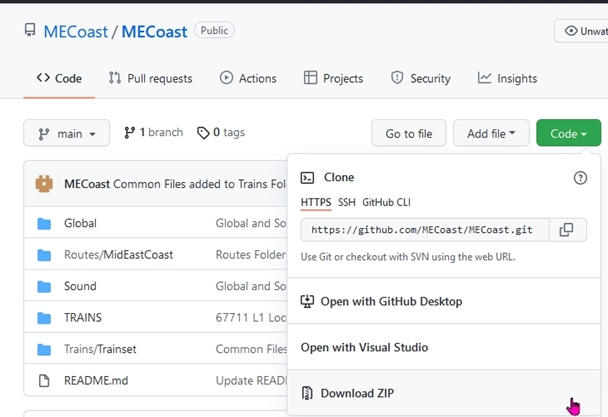 MECoast / MECoast Public
Unwat
Code Pull requests Actions Projects Security Insights
main 1 branch 0 tags Go to file Add file Code
MECoast Common Files added to Trains Fol
Clone
HTTPS SSH GitHub CLI
Global Global and So
https://github.com/MECoast/MECoast.git
Routes/MidEastCoast Routes Folder
Use Git or checkout with SVN using the web URL.
Sound Global and So
Open with GitHub Desktop
TRAINS 67711 L1 Loc
Trains/Trainset Common Files
Open with Visual Studio
README.md Update READ
Download ZIP